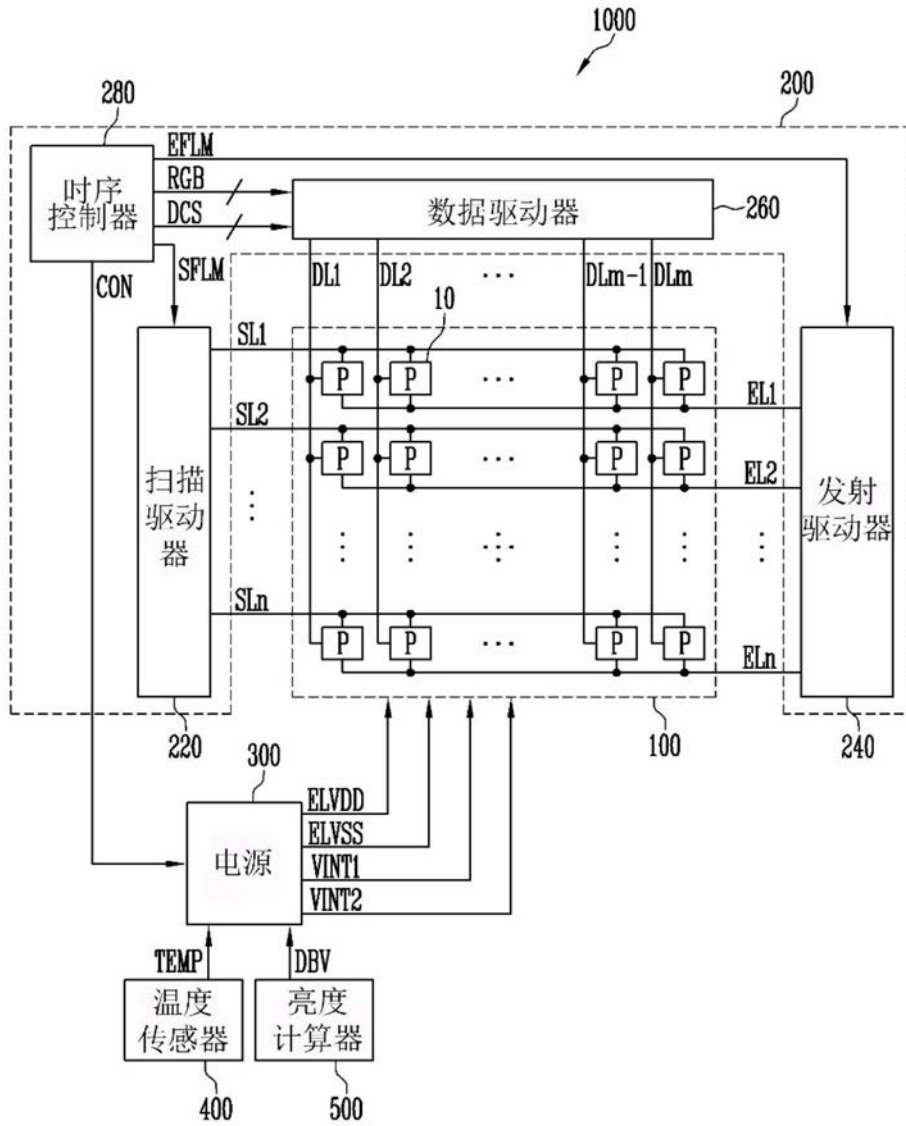 1000
200
280
EFLM
RGB
DCS
SFLM
CON
时序
控制器
数据驱动器
260
DL1
DL2
...
DLm-1
DLm
10
SL1
P
P
...
P
P
EL1
SL2
P
P
...
P
P
EL2
扫描
驱动
器
发射
驱动器
SLn
P
P
...
P
P
ELn
220
100
240
300
ELVDD
ELVSS
VINT1
VINT2
电源
TEMP
DBV
温度
传感器
亮度
计算器
400
500